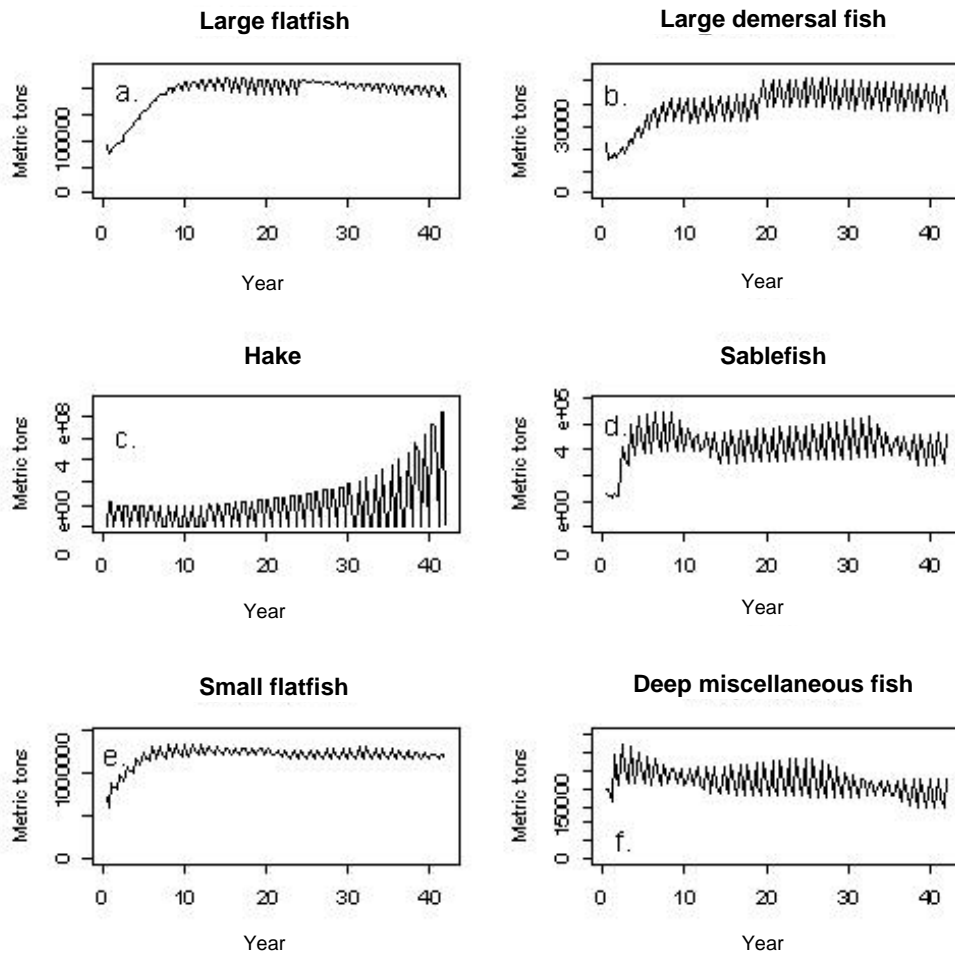 Large flatfish
Large demersal fish
a.
b.
Metric tons
0 100000
Metric tons
0 30000
0 10 20 30 40
0 10 20 30 40
Year
Year
Hake
Sablefish
c.
d.
Metric tons
0 e+00 4 e+08
Metric tons
0 e+00 4 e+05
0 10 20 30 40
0 10 20 30 40
Year
Year
Small flatfish
Deep miscellaneous fish
e.
f.
Metric tons
0 1000000
Metric tons
0 150000
0 10 20 30 40
0 10 20 30 40
Year
Year